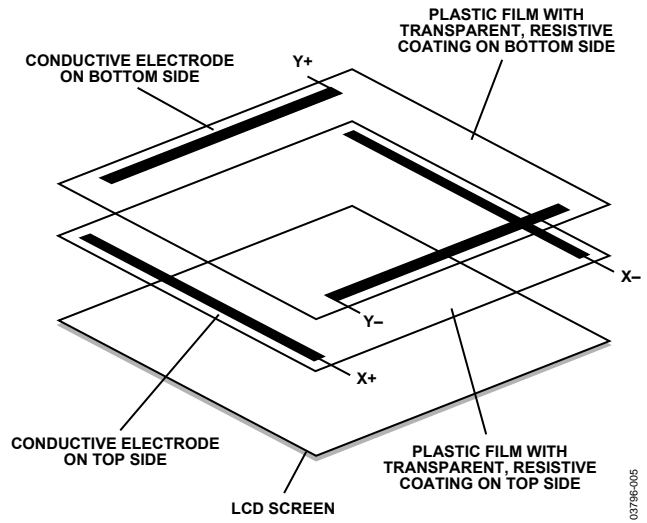 PLASTIC FILM WITH
TRANSPARENT, RESISTIVE
COATING ON BOTTOM SIDE
CONDUCTIVE ELECTRODE
ON BOTTOM SIDE
Y+
X–
Y–
X+
CONDUCTIVE ELECTRODE
ON TOP SIDE
PLASTIC FILM WITH
TRANSPARENT, RESISTIVE
COATING ON TOP SIDE
LCD SCREEN
03796-005